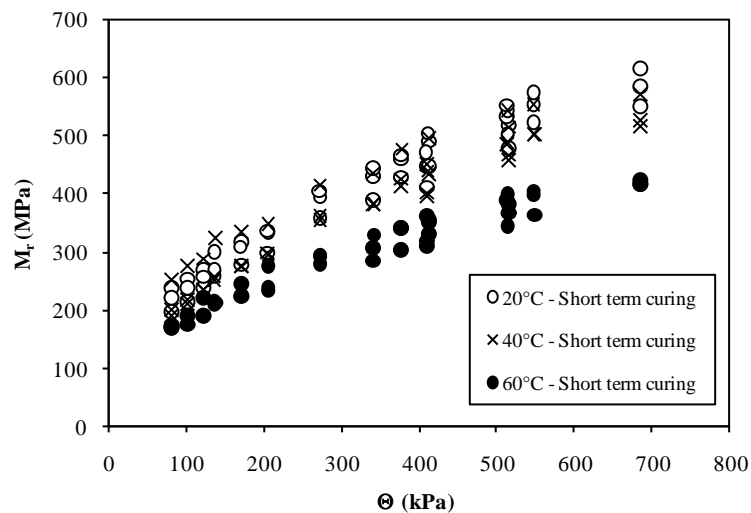 700
600
500
400
300
200
100
0
M_r (MPa)
0 100 200 300 400 500 600 700 800
Θ (kPa)
20°C - Short term curing
40°C - Short term curing
60°C - Short term curing